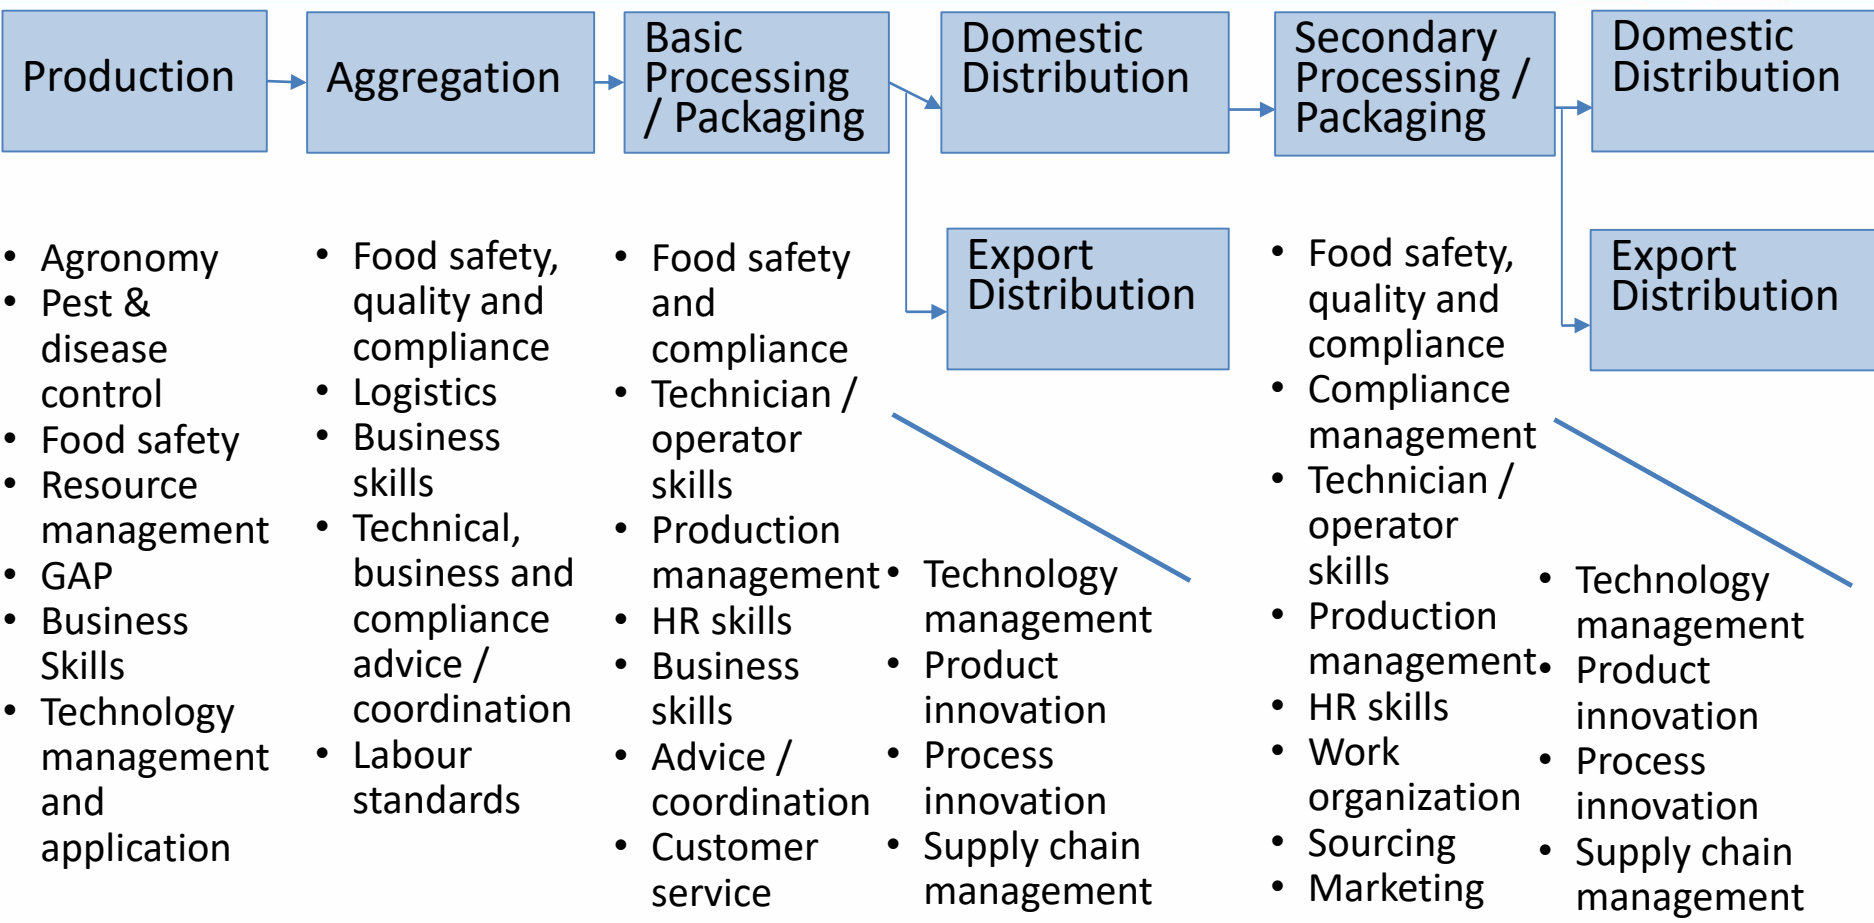 Production
Aggregation
Basic
Processing
/ Packaging
Domestic
Distribution
Secondary
Processing /
Packaging
Domestic
Distribution
Export
Distribution
Export
Distribution
• Agronomy
• Pest &
disease
control
• Food safety
• Resource
management
• GAP
• Business
Skills
• Technology
management
and
application
• Food safety,
quality and
compliance
• Logistics
• Business
skills
• Technical,
business and
compliance
advice /
coordination
• Labour
standards
• Food safety
and
compliance
• Technician /
operator
skills
• Production
management
• HR skills
• Business
skills
• Advice /
coordination
• Customer
service
• Technology
management
• Product
innovation
• Process
innovation
• Supply chain
management
• Food safety,
quality and
compliance
• Compliance
management
• Technician /
operator
skills
• Production
management
• HR skills
• Work
organization
• Sourcing
• Marketing
• Technology
management
• Product
innovation
• Process
innovation
• Supply chain
management